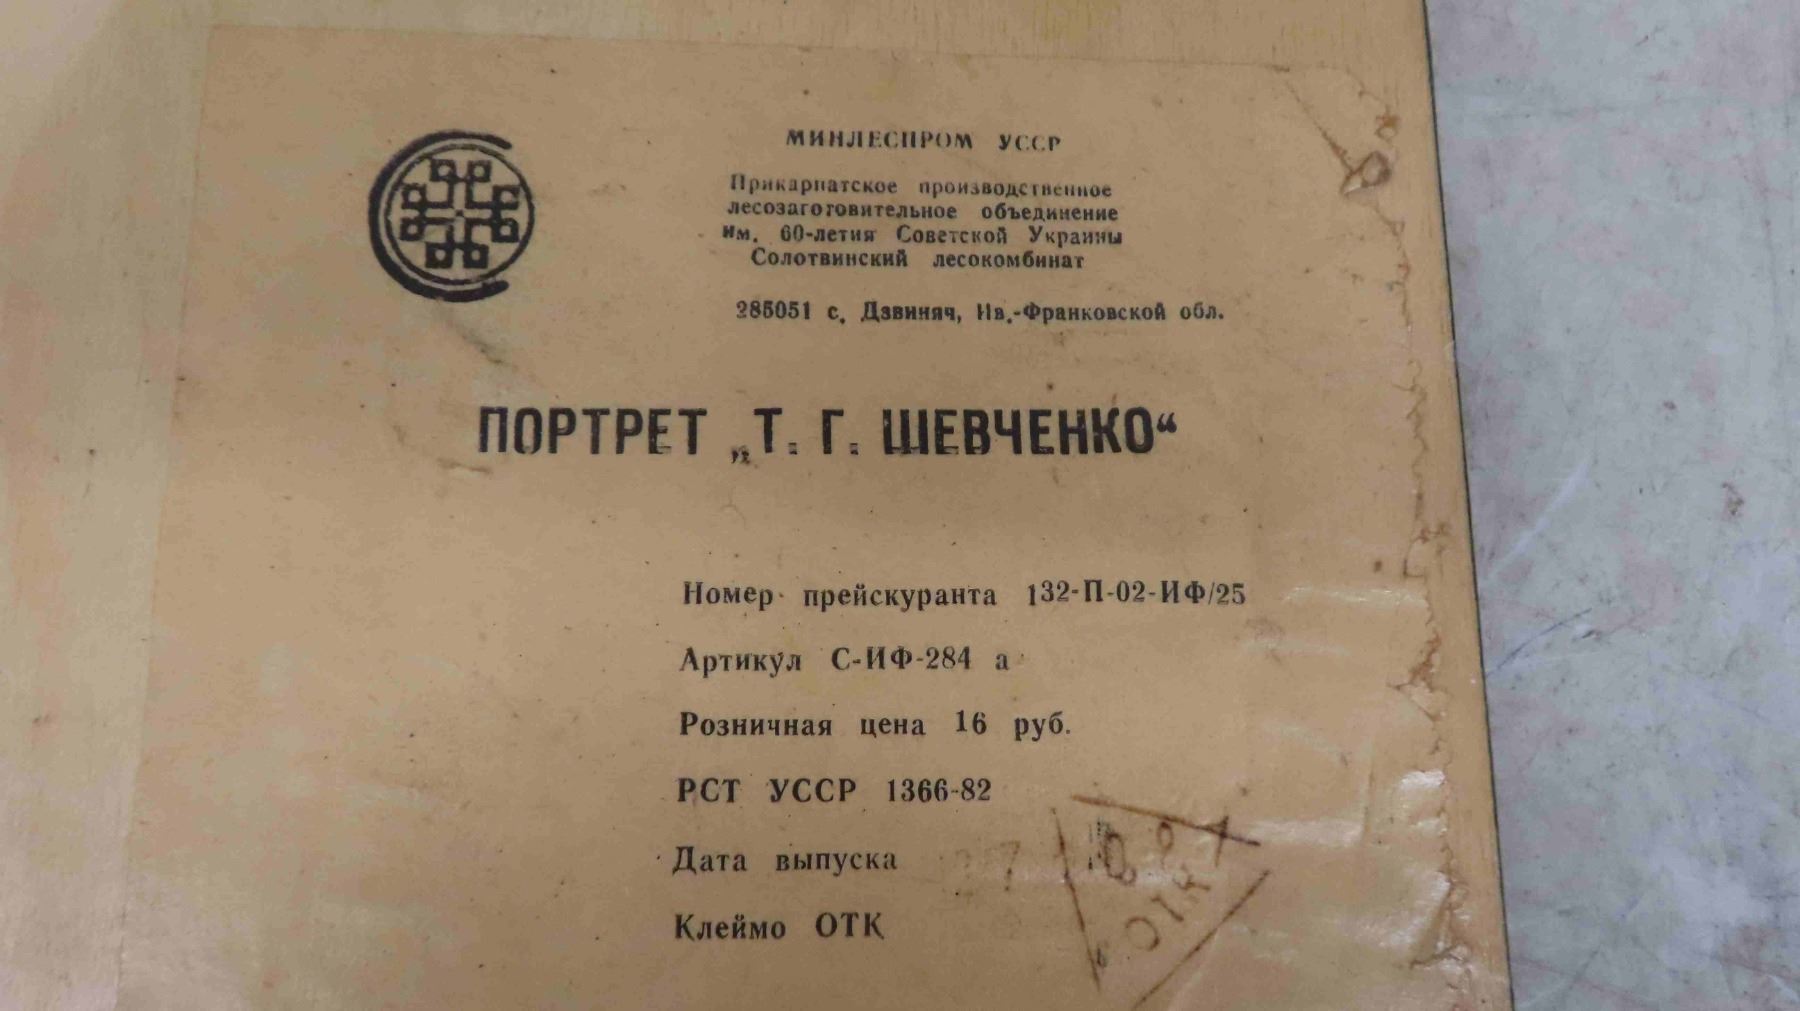 МИНЛЕСПРОМ УССР
Прикарпатское производственное
лесозаготовительное объединение
им. 60-летия Советской Украины
Солотвинский лесокомбинат
285051 с. Дзвиняч, Ив.-Франковской обл.
ПОРТРЕТ „Т. Г. ШЕВЧЕНКО“
Номер прейскуранта 132-П-02-ИФ/25
Артикул С-ИФ-284 а
Розничная цена 16 руб.
РСТ УССР 1366-82
Дата выпуска
Клеймо ОТК
ОТК